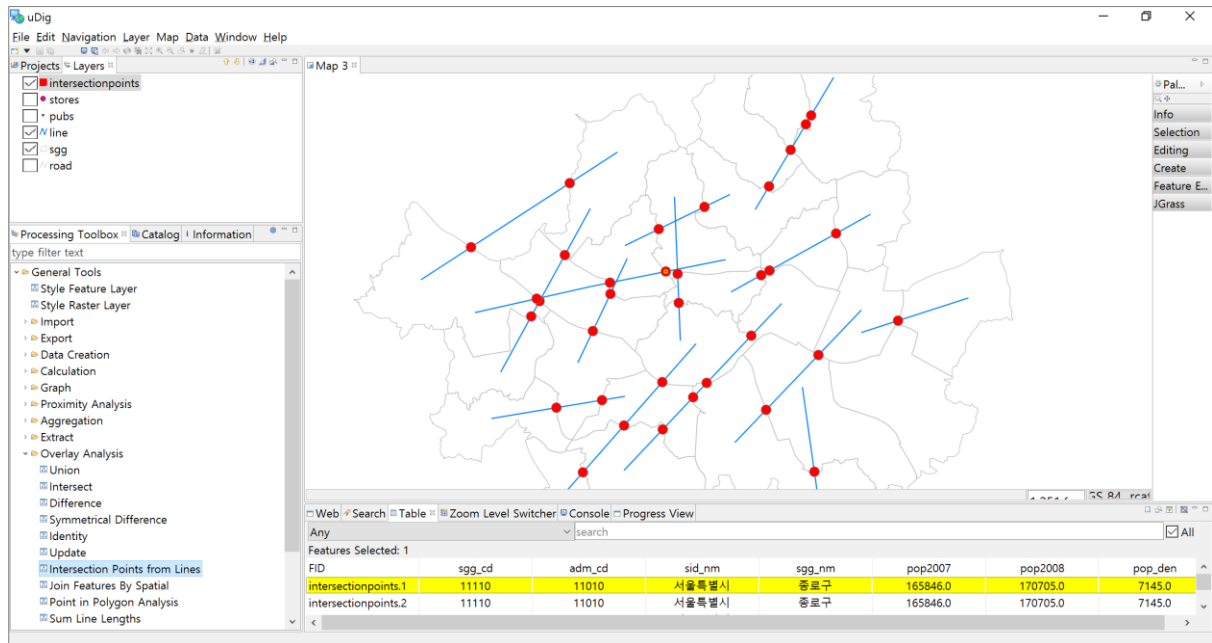 uDig
File Edit Navigation Layer Map Data Window Help
Projects Layers
intersectionpoints
stores
pubs
line
sgg
road
Processing Toolbox Catalog Information
type filter text
General Tools
Style Feature Layer
Style Raster Layer
Import
Export
Data Creation
Calculation
Graph
Proximity Analysis
Aggregation
Extract
Overlay Analysis
Union
Intersect
Difference
Symmetrical Difference
Identity
Update
Intersection Points from Lines
Join Features By Spatial
Point in Polygon Analysis
Sum Line Lengths
Map 3
Pal...
Info
Selection
Editing
Create
Feature E...
JGrass
Web Search Table Zoom Level Switcher Console Progress View
Any search All
Features Selected: 1
FID sgg_cd adm_cd sid_nm sgg_nm pop2007 pop2008 pop_den
intersectionpoints.1 11110 11010 서울특별시 종로구 165846.0 170705.0 7145.0
intersectionpoints.2 11110 11010 서울특별시 종로구 165846.0 170705.0 7145.0